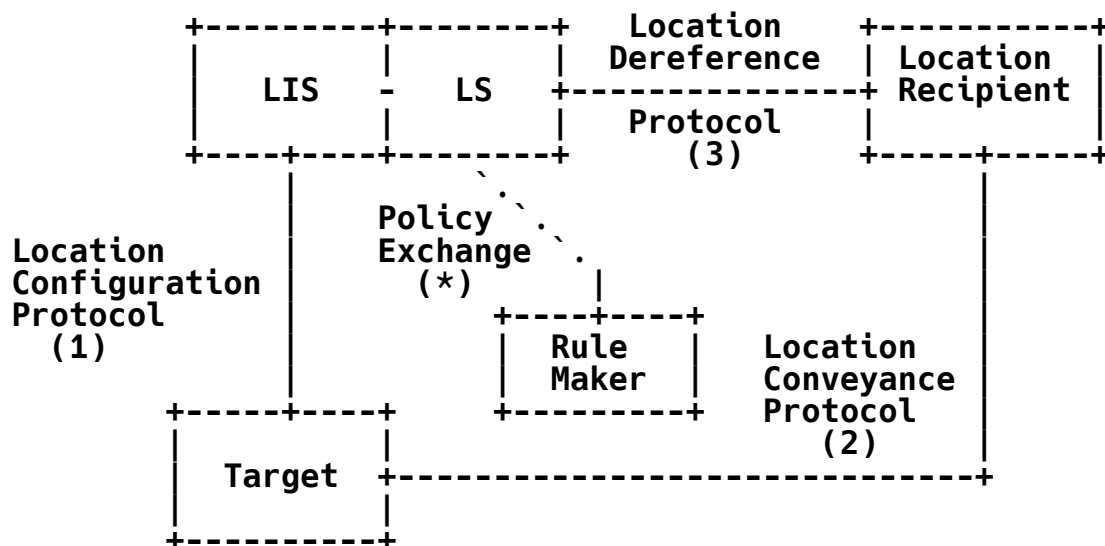 Location
Dereference
Location
LIS - LS
Recipient
Protocol
(3)
Policy
Exchange
(*)
Location
Configuration
Protocol
(1)
Rule
Maker
Location
Conveyance
Protocol
(2)
Target